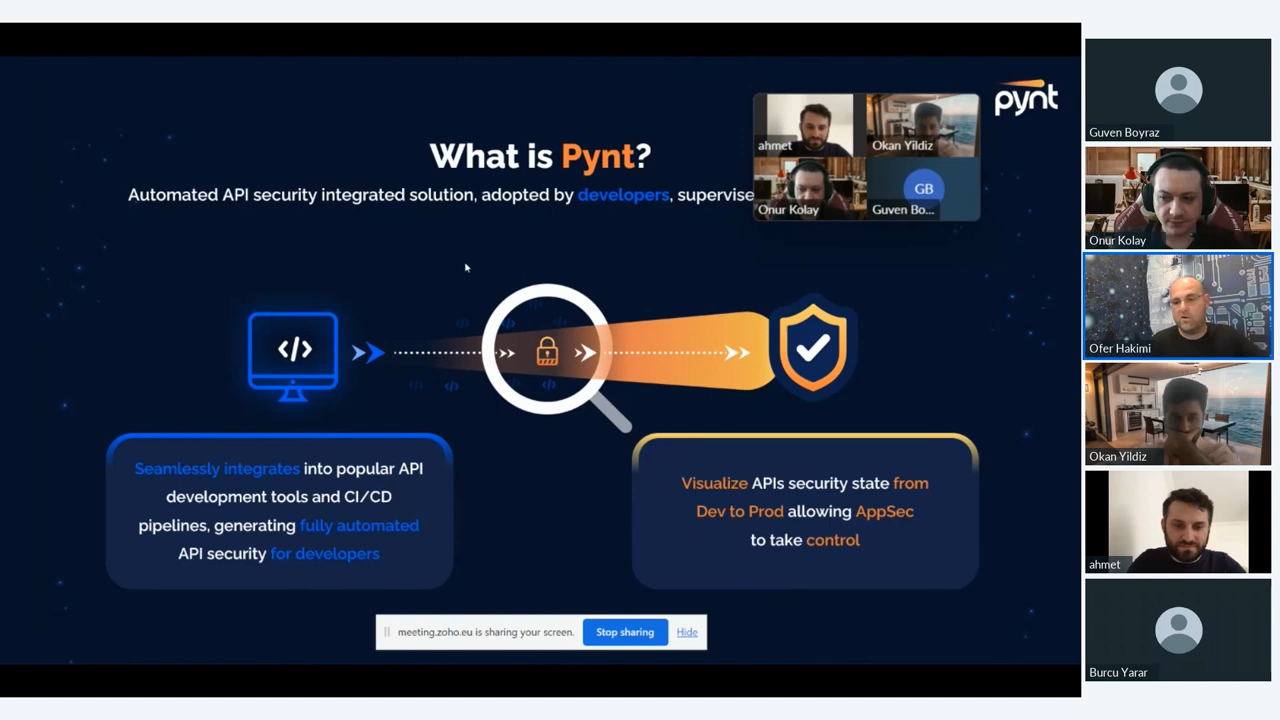 pynt
What is Pynt?
Automated API security integrated solution, adopted by developers, supervise
ahmet
Okan Yildiz
Onur Kolay
GB
Guven Bo...
</>
Seamlessly integrates into popular API
development tools and CI/CD
pipelines, generating fully automated
API security for developers
Visualize APIs security state from
Dev to Prod allowing AppSec
to take control
meeting.zoho.eu is sharing your screen.
Stop sharing
Hide
Guven Boyraz
Onur Kolay
Ofer Hakimi
Okan Yildiz
ahmet
Burcu Yarar